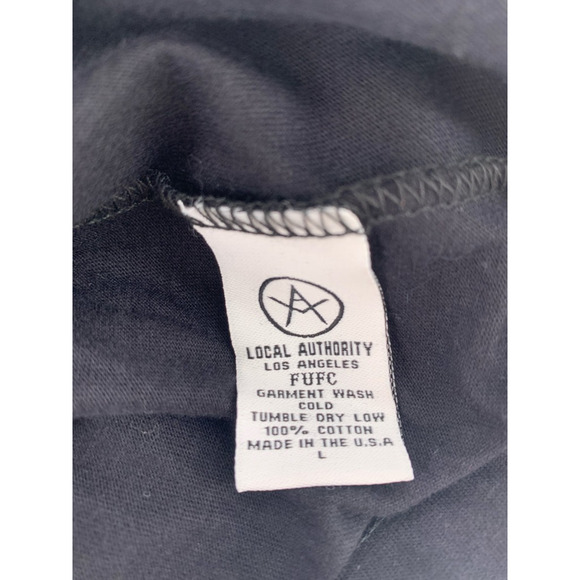 LOCAL AUTHORITY
LOS ANGELES
FUFC
GARMENT WASH
COLD
TUMBLE DRY LOW
100% COTTON
MADE IN THE U.S.A
L